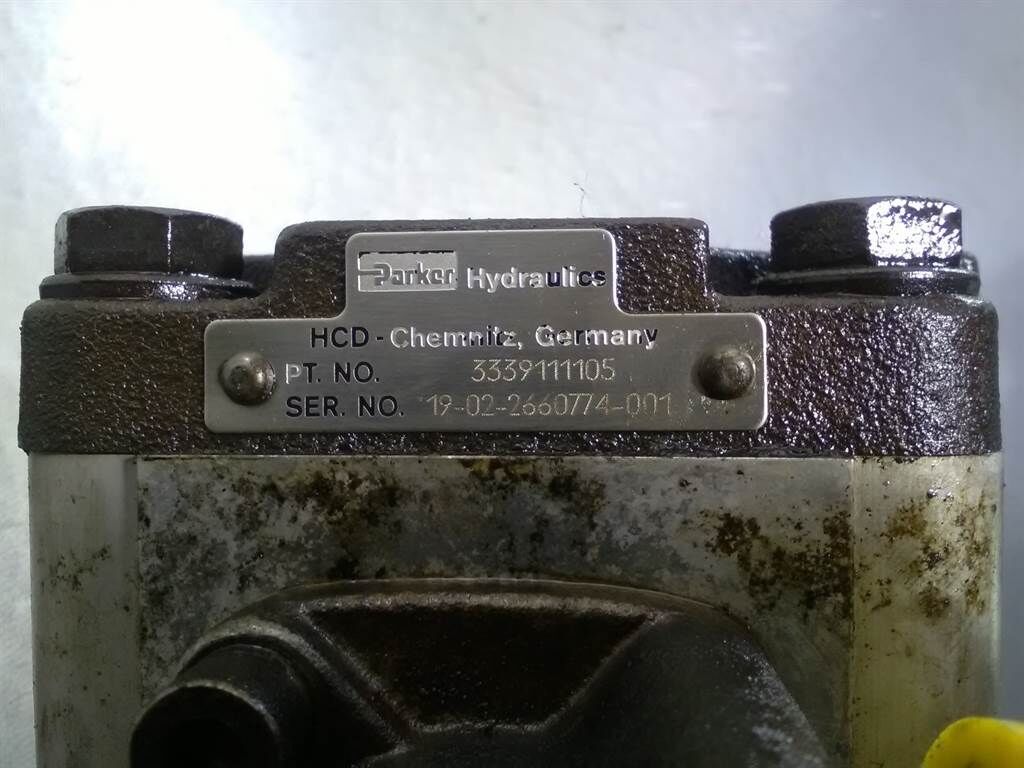 Parker Hydraulics
HCD - Chemnitz, Germany
PT. NO. 3339111105
SER. NO. 19-02-2660774-001